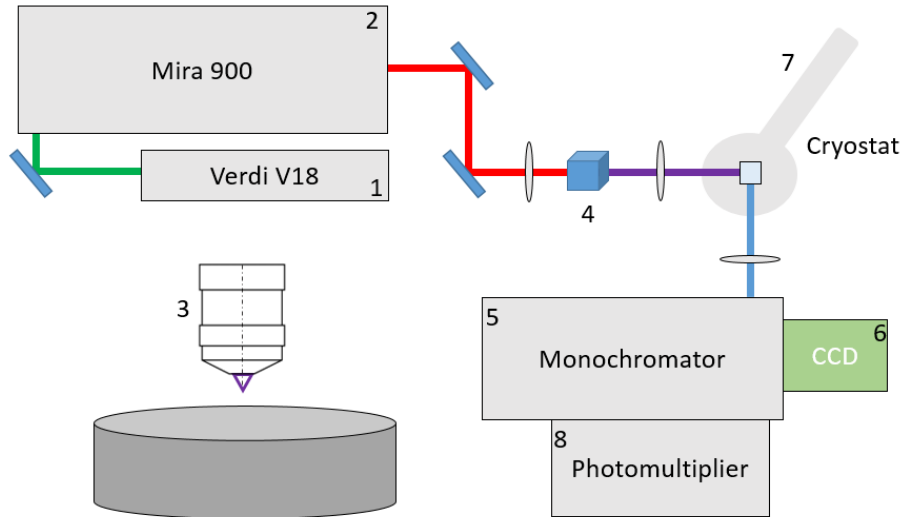 2
Mira 900
7
Cryostat
Verdi V18
1
4
3
5
6
Monochromator
CCD
8
Photomultiplier